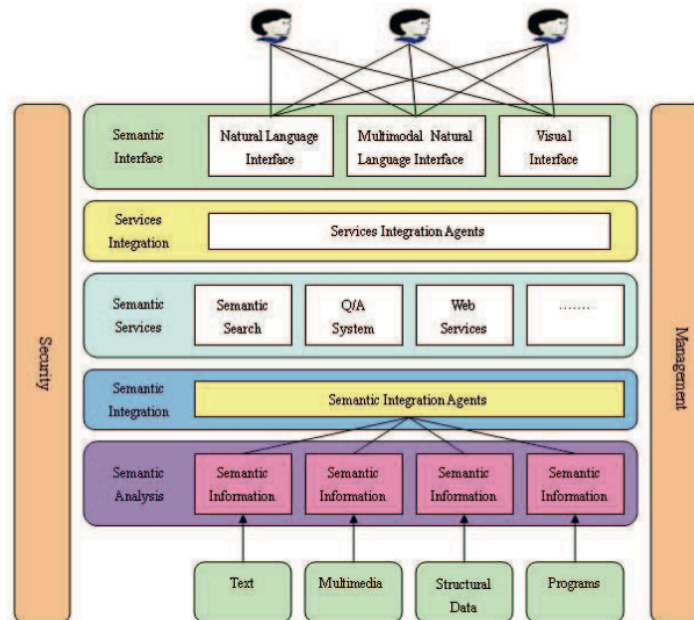 Security
Management
Semantic
Interface
Natural Language
Interface
Multimodal Natural
Language Interface
Visual
Interface
Services
Integration
Services Integration Agents
Semantic
Services
Semantic
Search
Q/A
System
Web
Services
.......
Semantic
Integration
Semantic Integration Agents
Semantic
Analysis
Semantic
Information
Semantic
Information
Semantic
Information
Semantic
Information
Text
Multimedia
Structural
Data
Programs